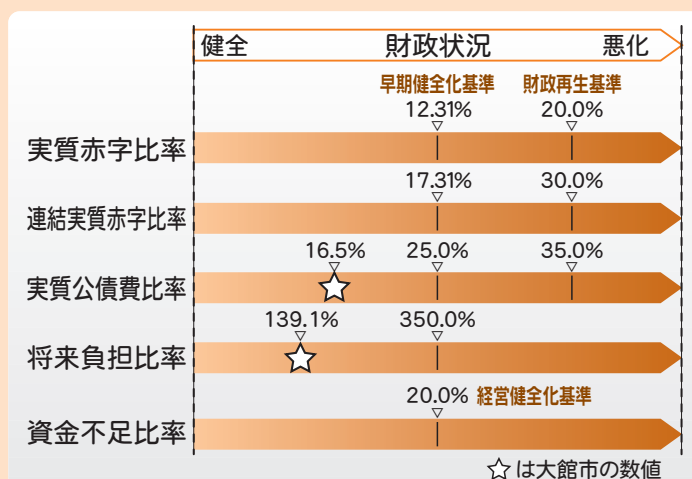 健全 財政状況 悪化
早期健全化基準 財政再生基準
12.31% 20.0%
実質赤字比率
17.31% 30.0%
連結実質赤字比率
16.5% 25.0% 35.0%
実質公債費比率
139.1% 350.0%
将来負担比率
20.0% 経営健全化基準
資金不足比率
☆は大館市の数値